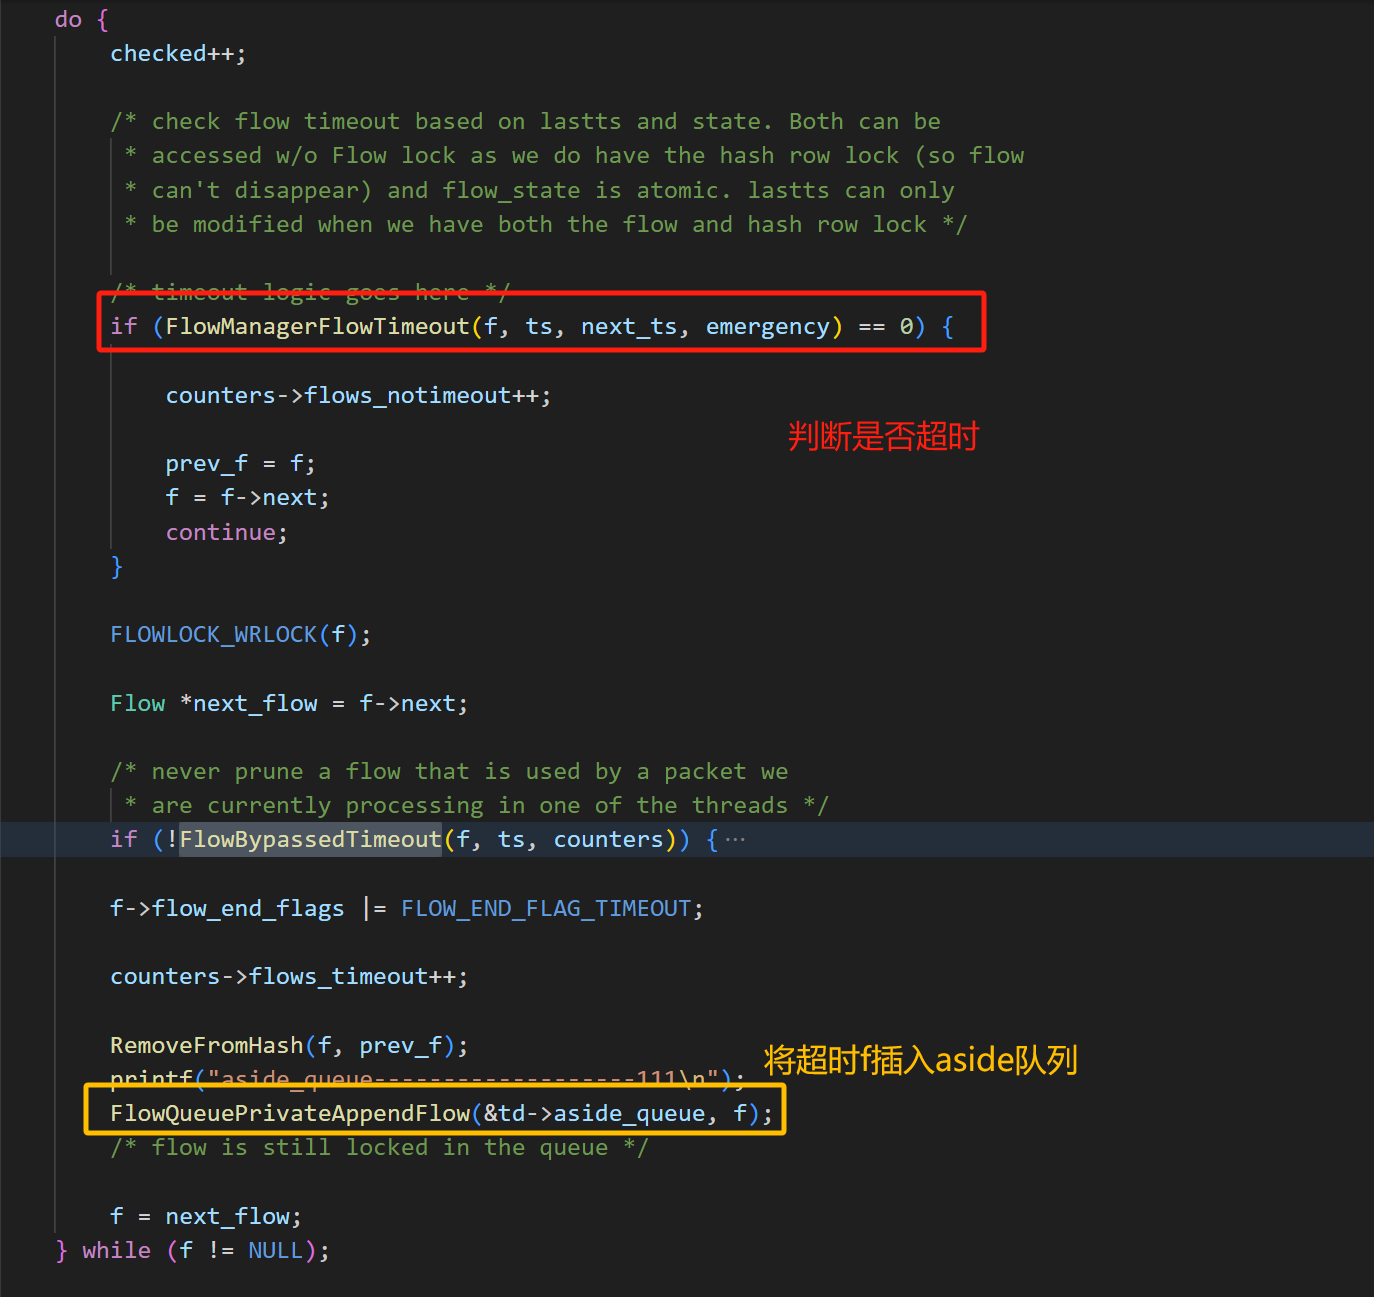 do {
checked++;
/* check flow timeout based on lastts and state. Both can be
* accessed w/o Flow lock as we do have the hash row lock (so flow
* can't disappear) and flow_state is atomic. lastts can only
* be modified when we have both the flow and hash row lock */
/* timeout logic goes here */
if (FlowManagerFlowTimeout(f, ts, next_ts, emergency) == 0) {
counters->flows_notimeout++;
判断是否超时
prev_f = f;
f = f->next;
continue;
}
FLOWLOCK_WRLOCK(f);
Flow *next_flow = f->next;
/* never prune a flow that is used by a packet we
* are currently processing in one of the threads */
if (!FlowBypassedTimeout(f, ts, counters)) {···
f->flow_end_flags |= FLOW_END_FLAG_TIMEOUT;
counters->flows_timeout++;
RemoveFromHash(f, prev_f);
将超时f插入aside队列
printf("aside_queue-------------------111\n");
FlowQueuePrivateAppendFlow(&td->aside_queue, f);
/* flow is still locked in the queue */
f = next_flow;
} while (f != NULL);